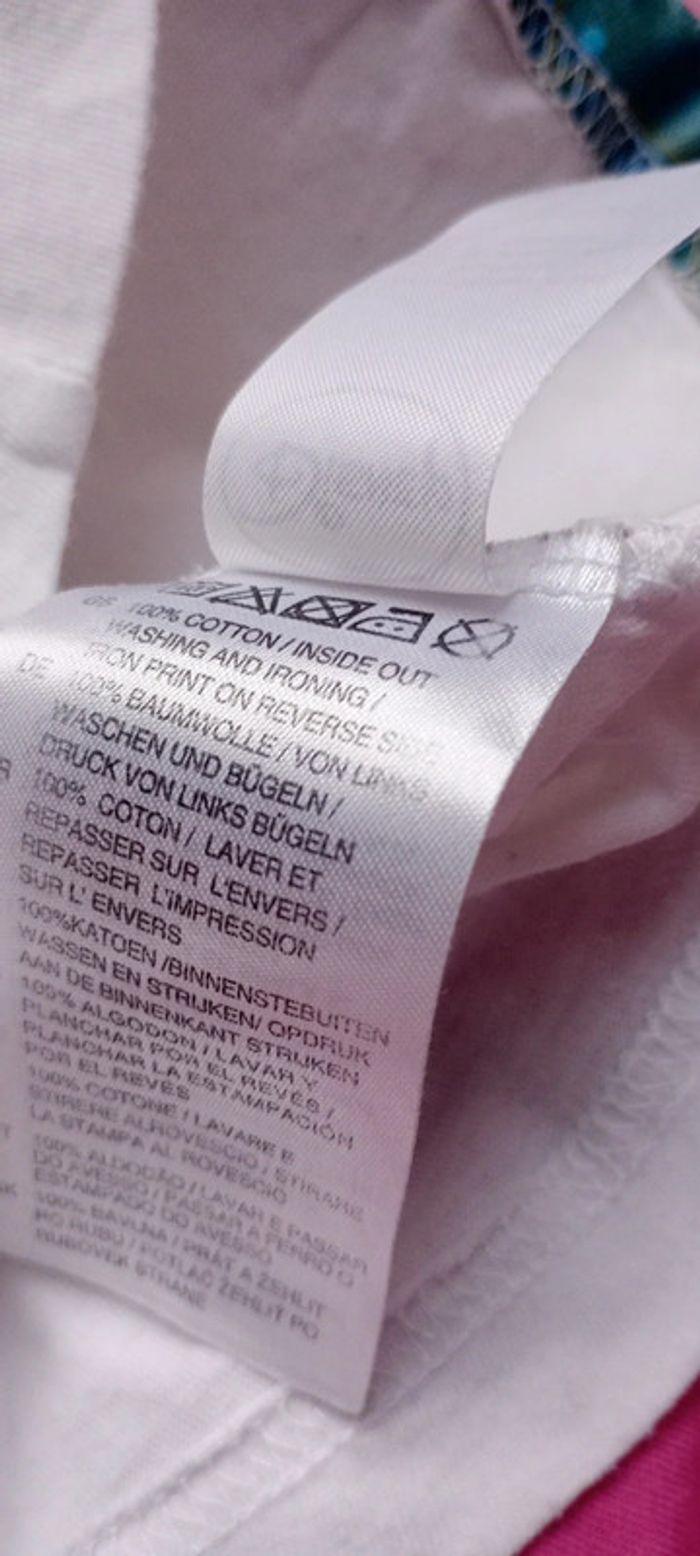 GB 100% COTTON / INSIDE OUT
WASHING AND IRONING /
IRON PRINT ON REVERSE SIDE
DE 100% BAUMWOLLE / VON LINKS
WASCHEN UND BÜGELN /
DRUCK VON LINKS BÜGELN
100% COTON / LAVER ET
REPASSER SUR L'ENVERS /
REPASSER L'iMPRESSION
SUR L' ENVERS
100%KATOEN /BINNENSTEBUITEN
WASSEN EN STRIJKEN/ OPDRUK
AAN DE BINNENKANT STRIJKEN
100% ALGODON / LAVAR Y
PLANCHAR POR EL REVÉS /
PLANCHAR LA ESTAMPACIÓN
POR EL REVÉS
100% COTONE / LAVARE E
STIRERE ALROVESCIO / STIRARE
LA STAMPA AL ROVESCIO
100% ALGODÃO / LAVAR E PASSAR
DO AVESSO / PASSAR A FERRO O
ESTAMPADO DO AVESSO
100% BAVLNA / PRÁT A ŽEHLIT
PO RUBU / POTLAČ ŽEHLIT PO
RUBOVEK STRANE